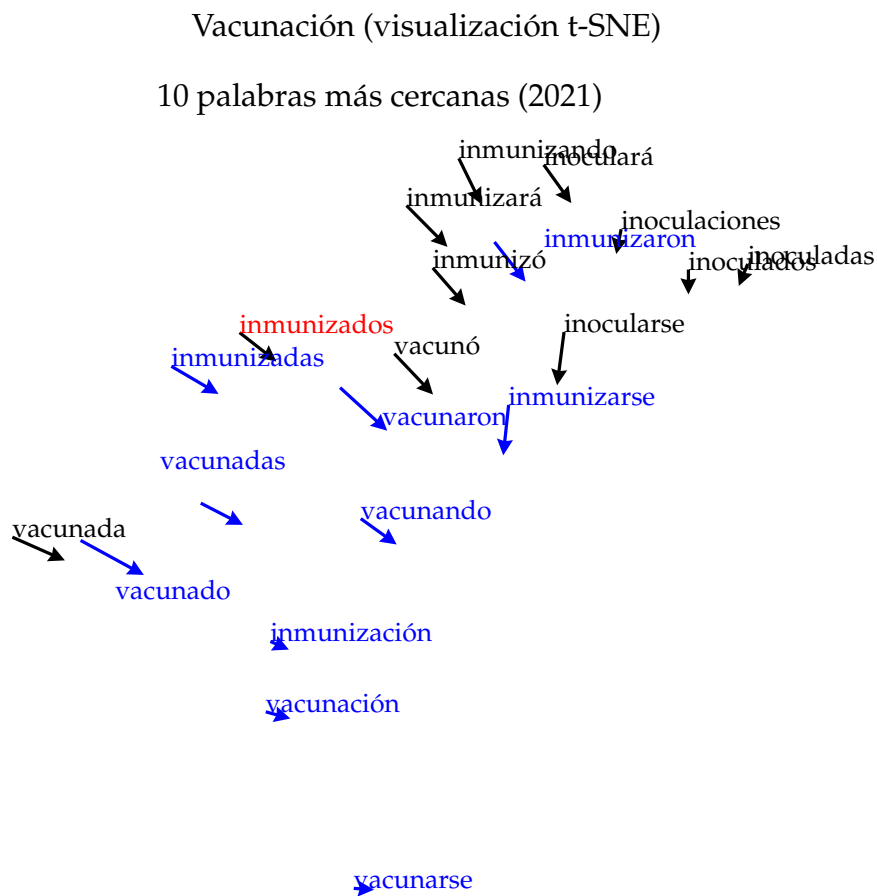 Vacunación (visualización t-SNE)
10 palabras más cercanas (2021)
inmunizando
inoculará
inmunizará
inoculaciones
inmunizaron
inmunizó
inoculados
inoculadas
inmunizados
inocularse
vacunó
inmunizadas
inmunizarse
vacunaron
vacunadas
vacunando
vacunada
vacunado
inmunización
vacunación
vacunarse